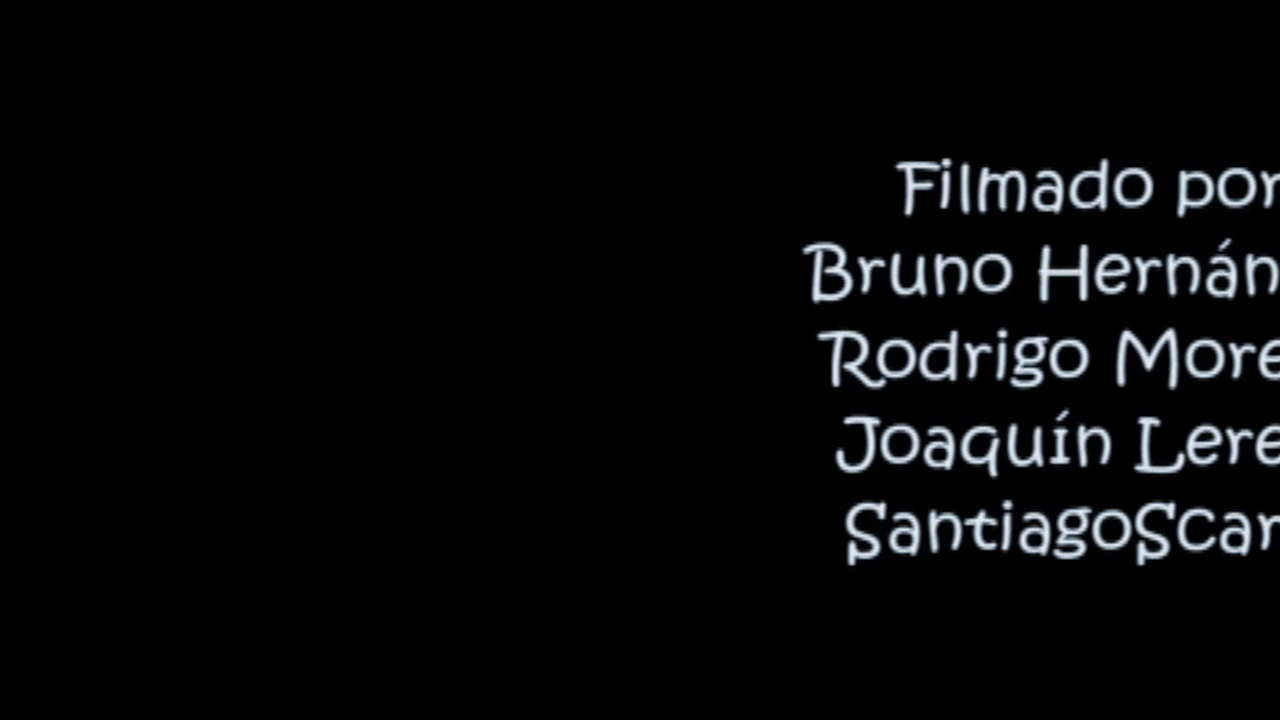 Filmado por
Bruno Hernán
Rodrigo More
Joaquín Lere
SantiagoScar